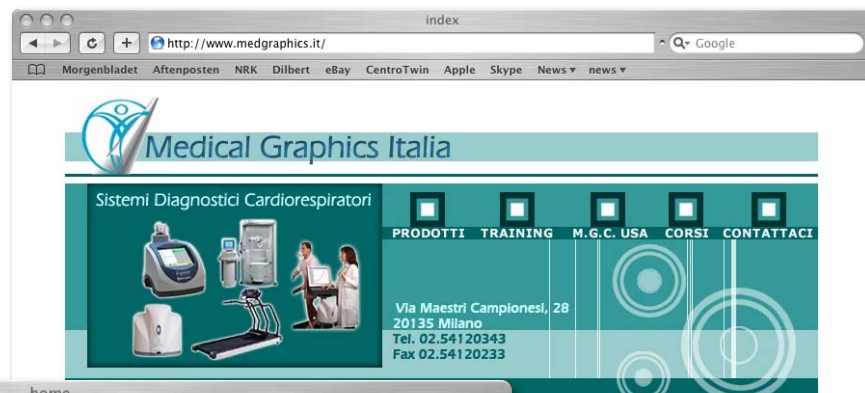 index
http://www.medgraphics.it/
Google
Morgenbladet Aftenposten NRK Dilbert eBay CentroTwin Apple Skype News news
Medical Graphics Italia
Sistemi Diagnostici Cardiorespiratori
PRODOTTI TRAINING M.G.C. USA CORSI CONTATTACI
Via Maestri Campionesi, 28
20135 Milano
Tel. 02.54120343
Fax 02.54120233
home